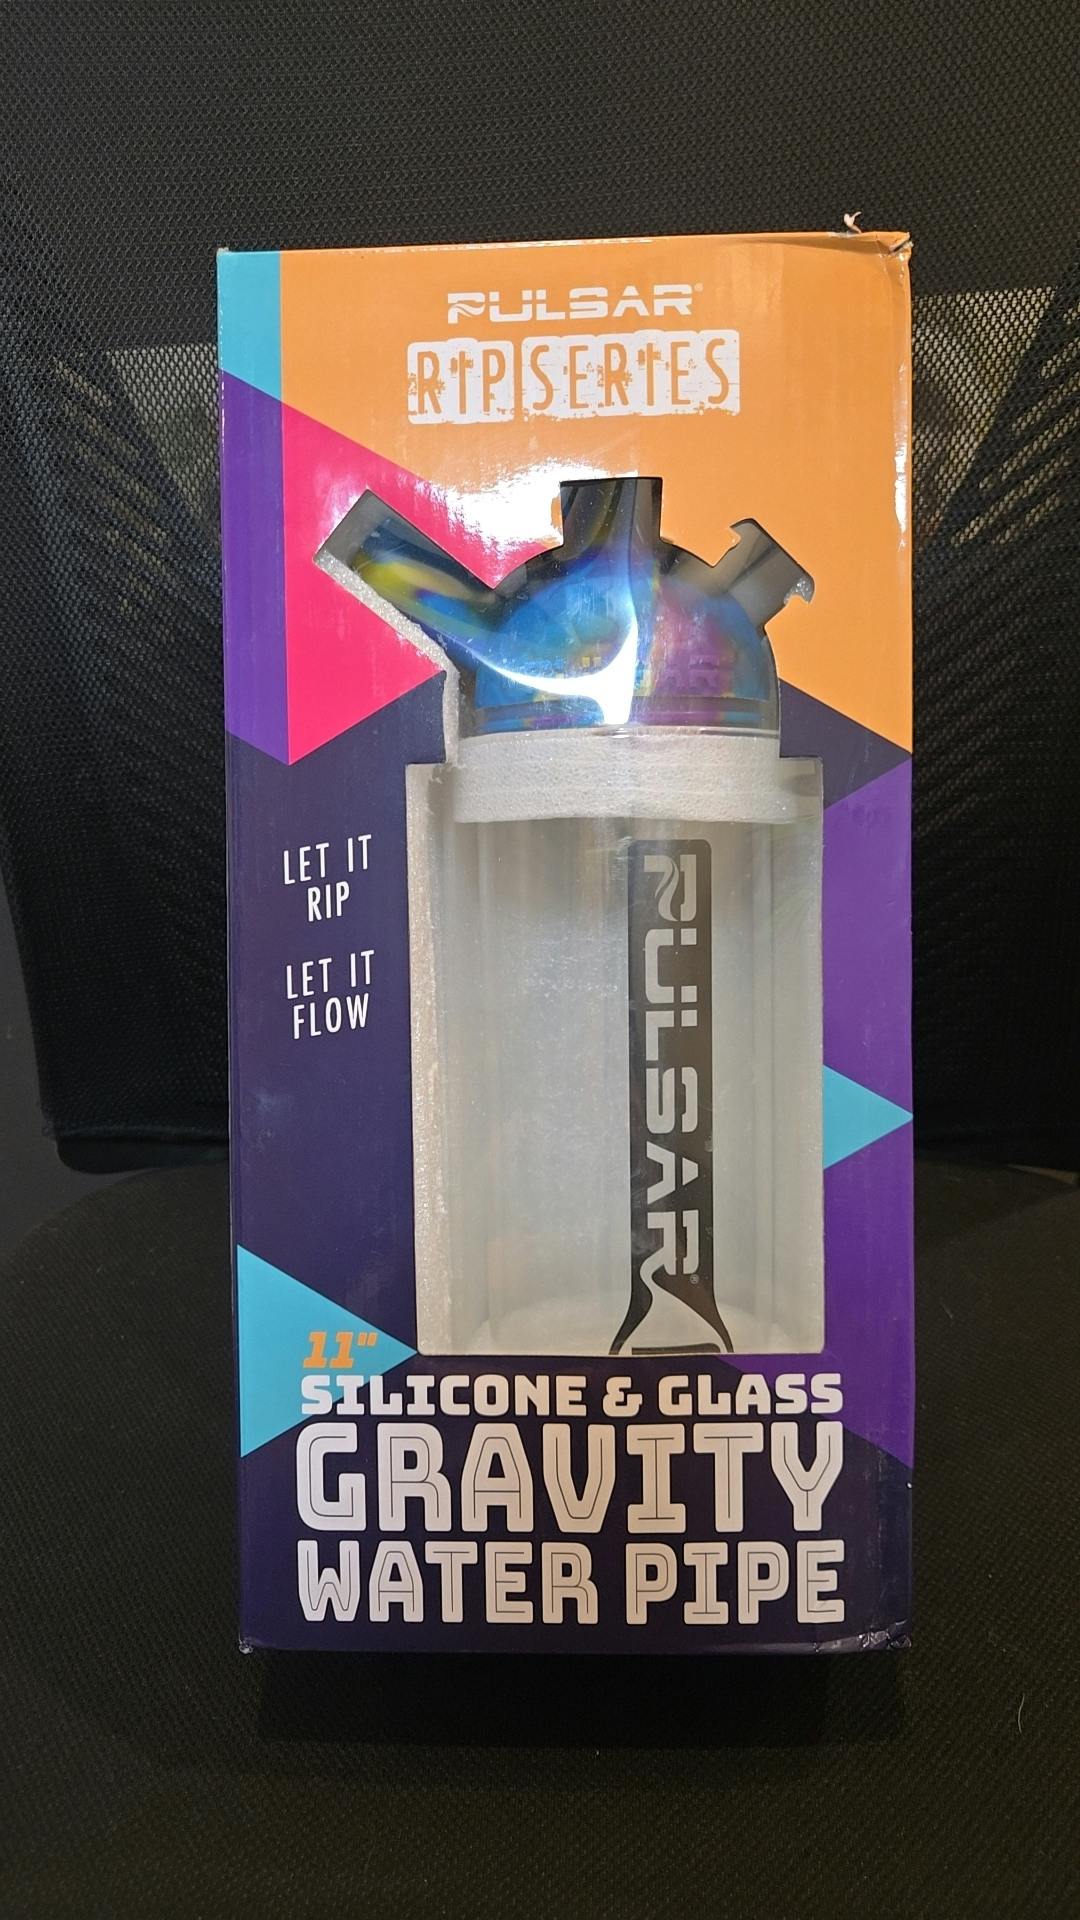 PULSAR®
RIP SERIES
LET IT
RIP
LET IT
FLOW
PULSAR®
11"
SILICONE & GLASS
GRAVITY
WATER PIPE